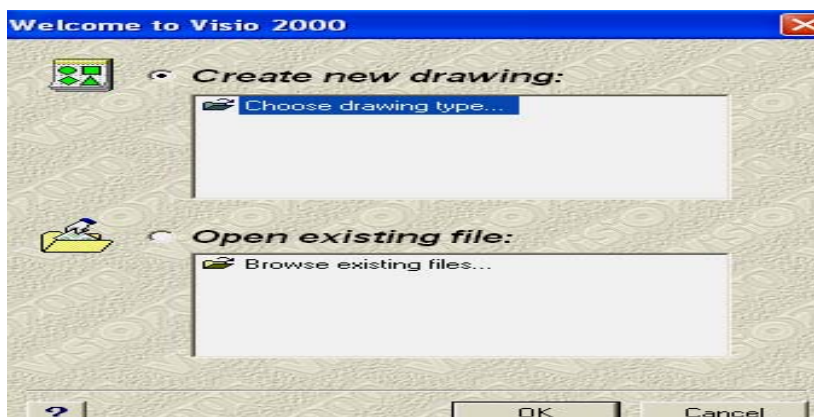 Welcome to Visio 2000
Create new drawing:
Choose drawing type...
Open existing file:
Browse existing files...
? OK Cancel